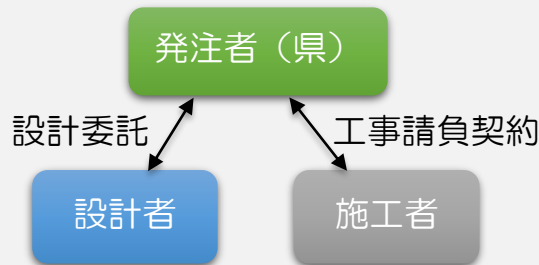 発注者（県）
設計委託
工事請負契約
設計者
施工者